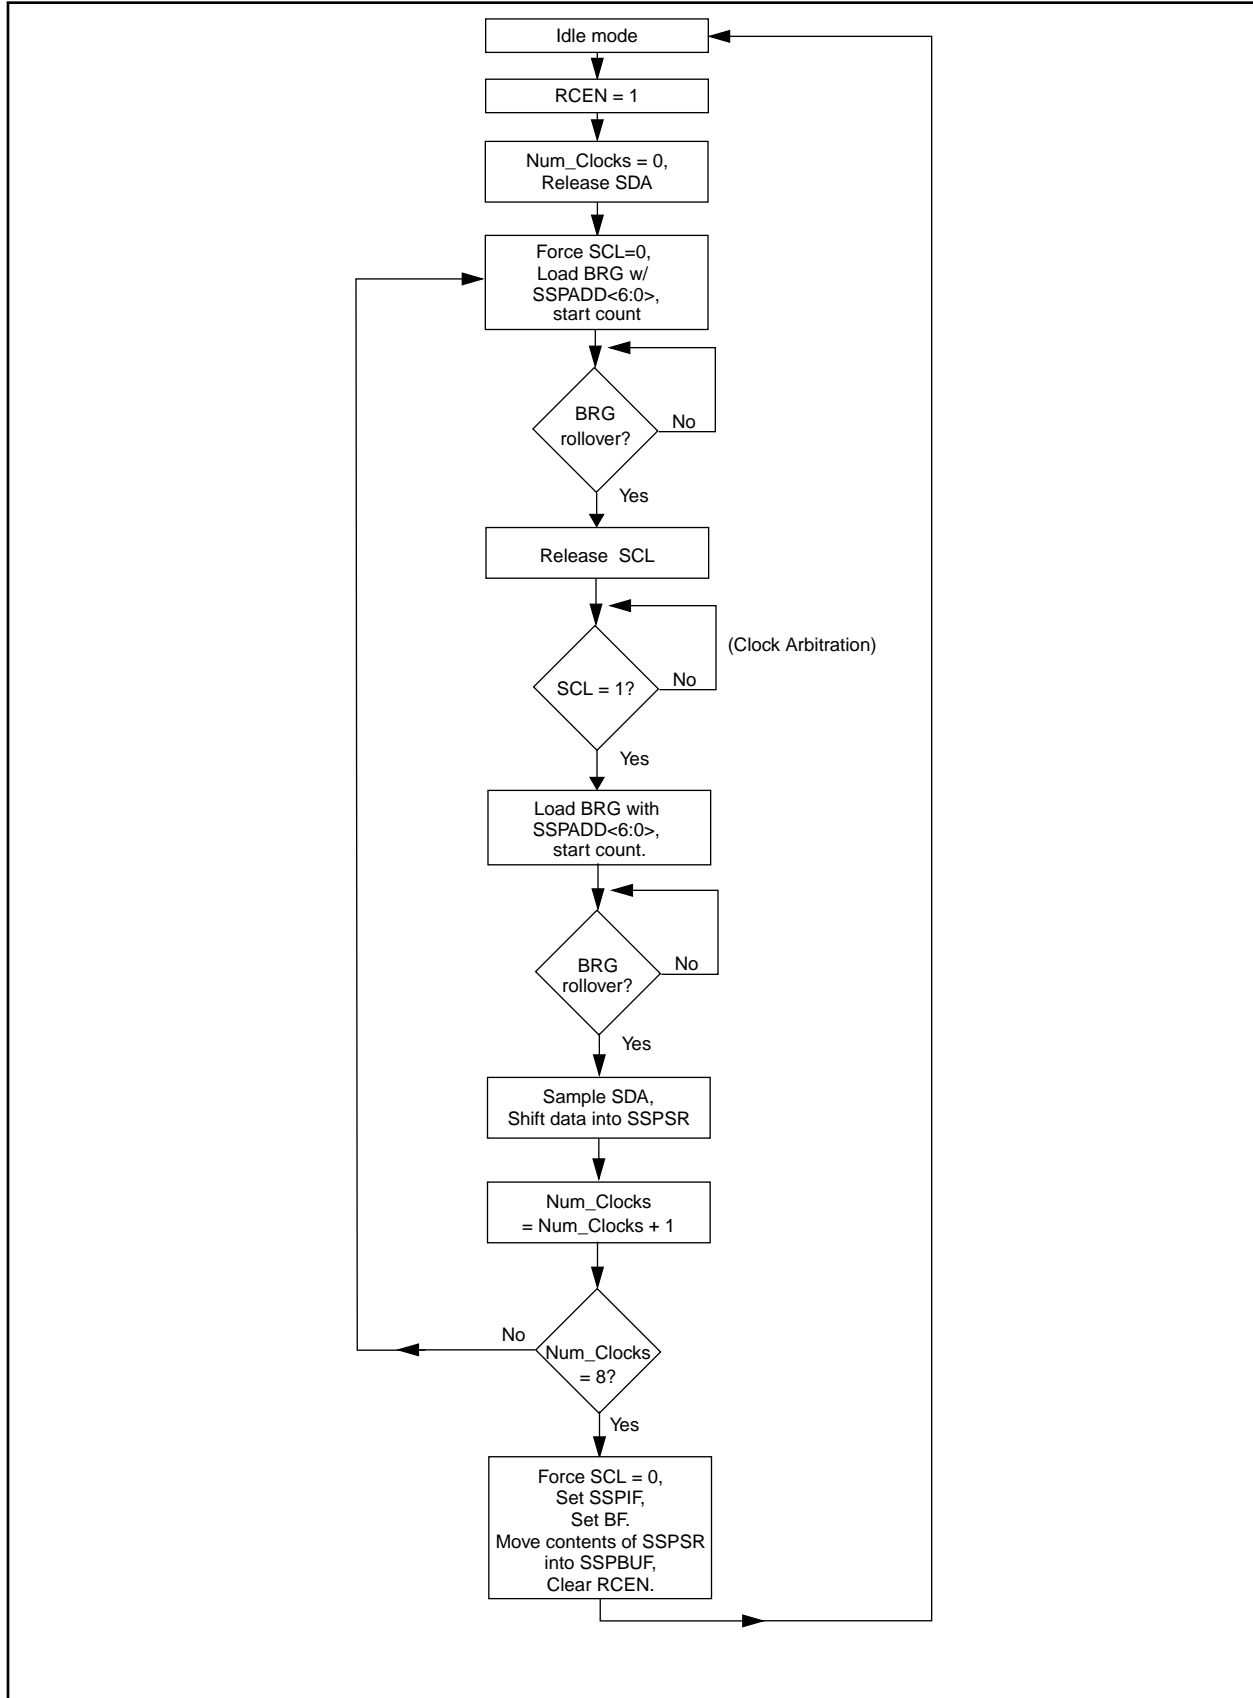 Idle mode
RCEN = 1
Num_Clocks = 0,
Release SDA
Force SCL=0,
Load BRG w/
SSPADD<6:0>,
start count
BRG
rollover?
No
Yes
Release  SCL
(Clock Arbitration)
SCL = 1?
No
Yes
Load BRG with
SSPADD<6:0>,
start count.
BRG
rollover?
No
Yes
Sample SDA,
Shift data into SSPSR
Num_Clocks
= Num_Clocks + 1
No
Num_Clocks
= 8?
Yes
Force SCL = 0,
Set SSPIF,
Set BF.
Move contents of SSPSR
into SSPBUF,
Clear RCEN.